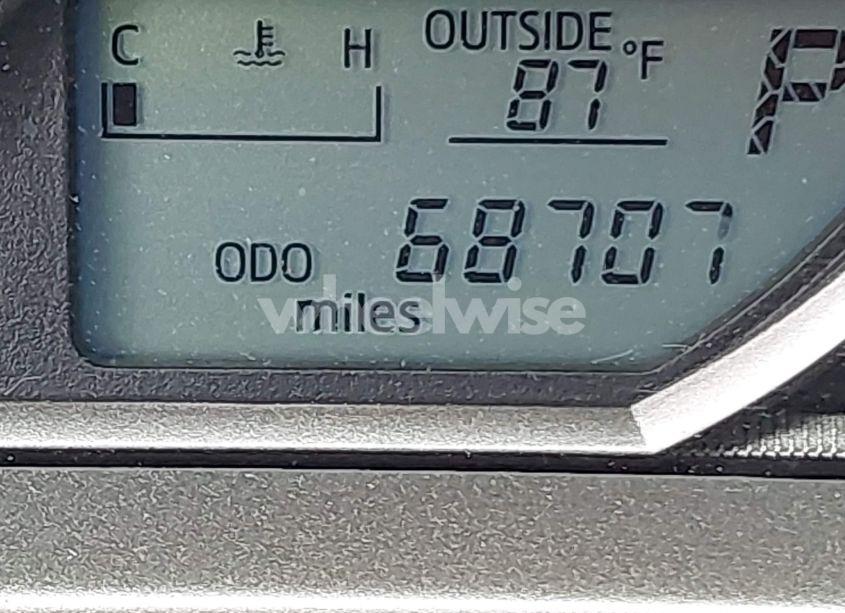 C H OUTSIDE °F P
87
ODO 68707
miles
wheelwise